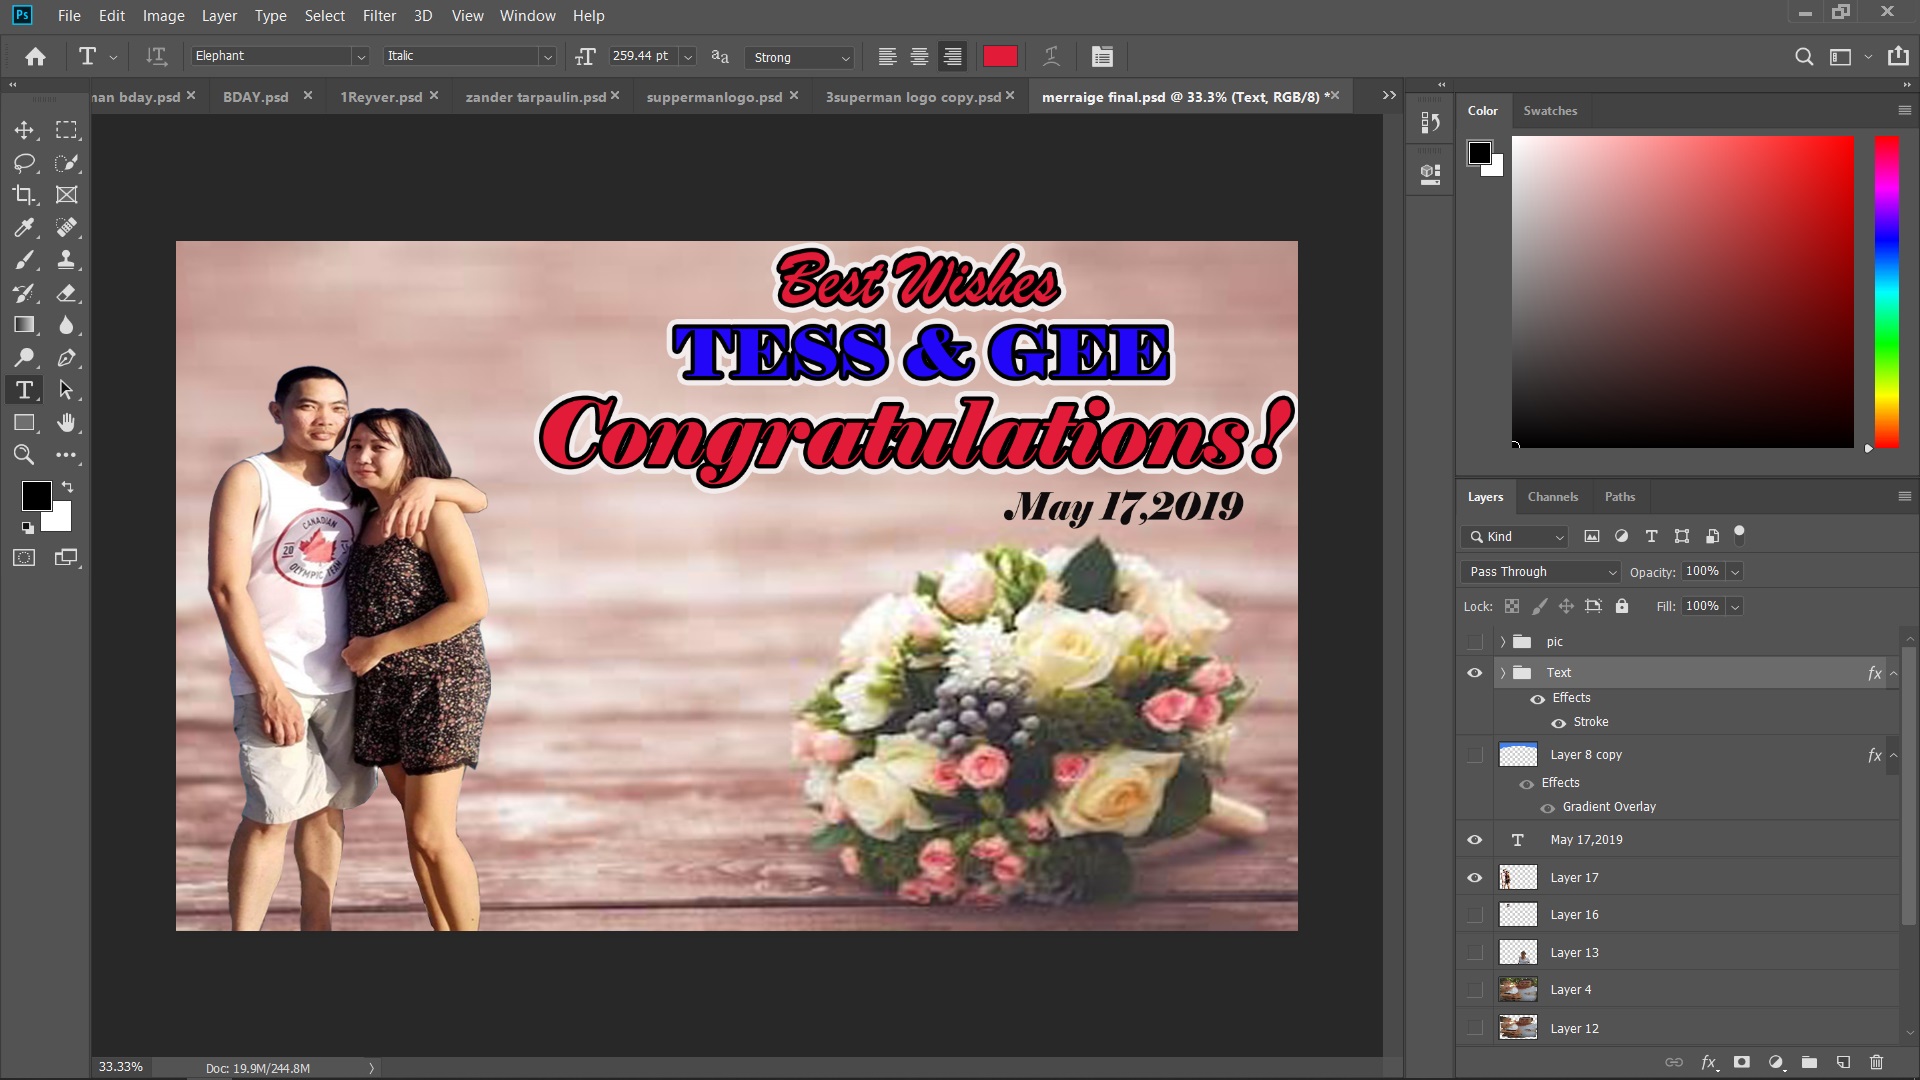 Ps File Edit Image Layer Type Select Filter 3D View Window Help
T Elephant Italic 259.44 pt aa Strong
man bday.psd BDAY.psd 1Reyver.psd zander tarpaulin.psd suppermanlogo.psd 3superman logo copy.psd merraige final.psd @ 33.3% (Text, RGB/8) *
Color Swatches
Best Wishes
TESS & GEE
Congratulations!
May 17,2019
CANADIAN
20
OLYMPIC TEAM
Layers Channels Paths
Kind
Pass Through Opacity: 100%
Lock: Fill: 100%
pic
Text fx
Effects
Stroke
Layer 8 copy fx
Effects
Gradient Overlay
T May 17,2019
Layer 17
Layer 16
Layer 13
Layer 4
Layer 12
fx
33.33% Doc: 19.9M/244.8M